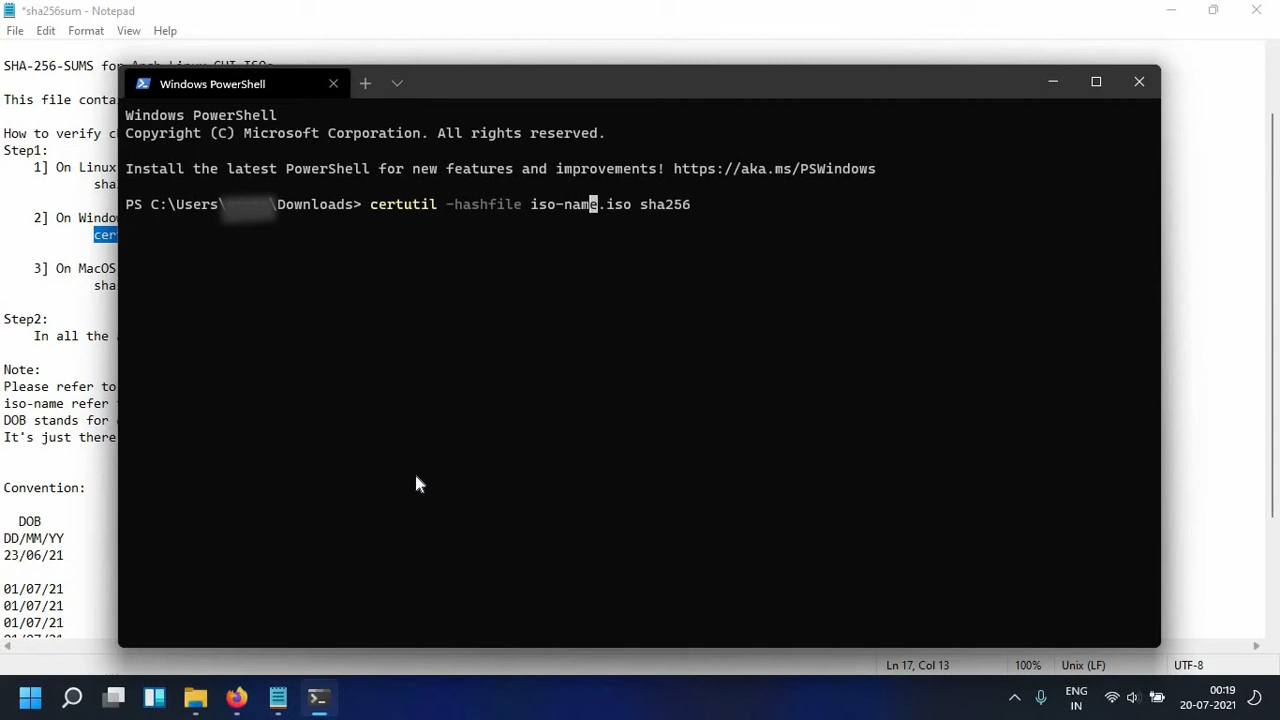 *sha256sum - Notepad
File Edit Format View Help
SHA-256-SUMS for Arch Linux GUI ISOs
This file conta
How to verify c
Step1:
1] On Linux
sha
2] On Window
cer
3] On MacOS
sha
Step2:
In all the
Note:
Please refer to
iso-name refer
DOB stands for
It's just there
Convention:
DOB
DD/MM/YY
23/06/21
01/07/21
01/07/21
01/07/21
01/07/21
Windows PowerShell
Windows PowerShell
Copyright (C) Microsoft Corporation. All rights reserved.
Install the latest PowerShell for new features and improvements! https://aka.ms/PSWindows
PS C:\Users\ \Downloads> certutil -hashfile iso-name.iso sha256
Ln 17, Col 13 100% Unix (LF) UTF-8
ENG
IN
00:19
20-07-2021